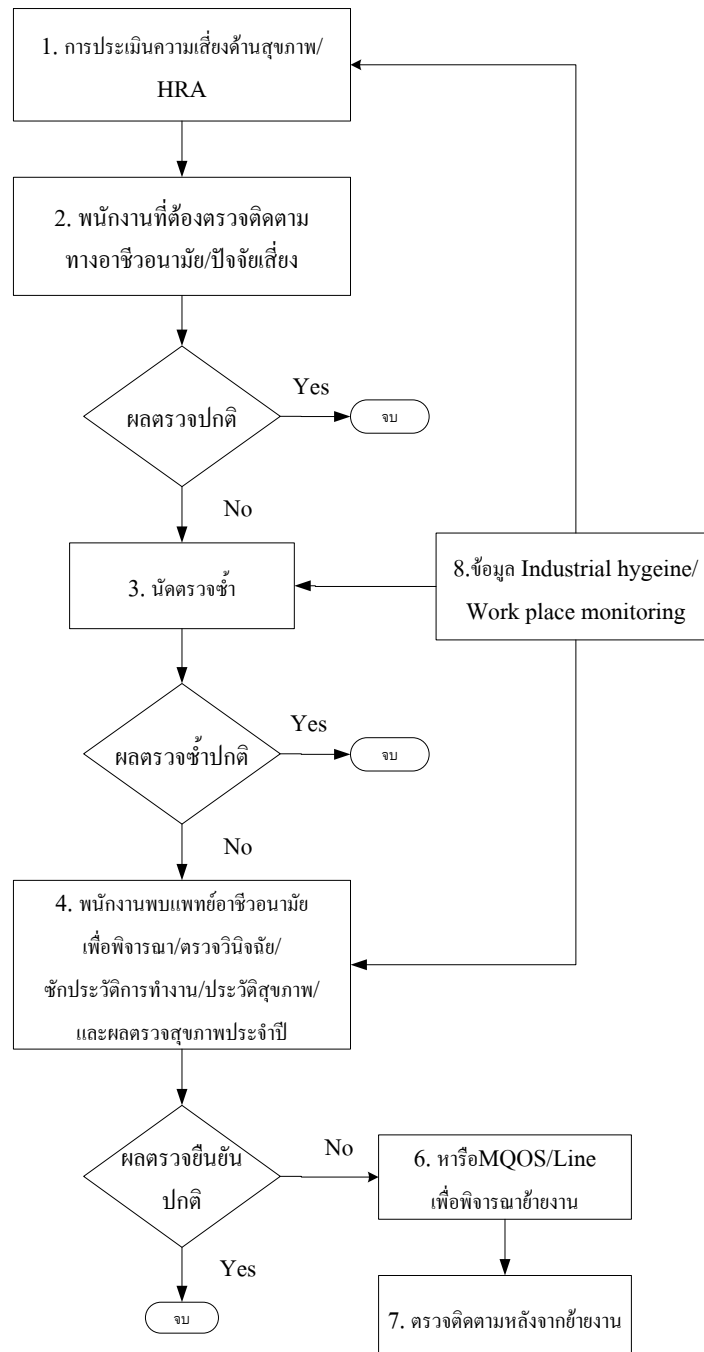 1. การประเมินความเสี่ยงด้านสุขภาพ/
HRA
2. พนักงานที่ต้องตรวจติดตาม
ทางอาชีวอนามัย/ปัจจัยเสี่ยง
ผลตรวจปกติ
Yes
จบ
No
3. นัดตรวจซ้ำ
8.ข้อมูล Industrial hygeine/
Work place monitoring
ผลตรวจซ้ำปกติ
Yes
จบ
No
4. พนักงานพบแพทย์อาชีวอนามัย
เพื่อพิจารณา/ตรวจวินิจฉัย/
ซักประวัติการทำงาน/ประวัติสุขภาพ/
และผลตรวจสุขภาพประจำปี
ผลตรวจยืนยัน
ปกติ
No
6. หารือMQOS/Line
เพื่อพิจารณาย้ายงาน
Yes
จบ
7. ตรวจติดตามหลังจากย้ายงาน